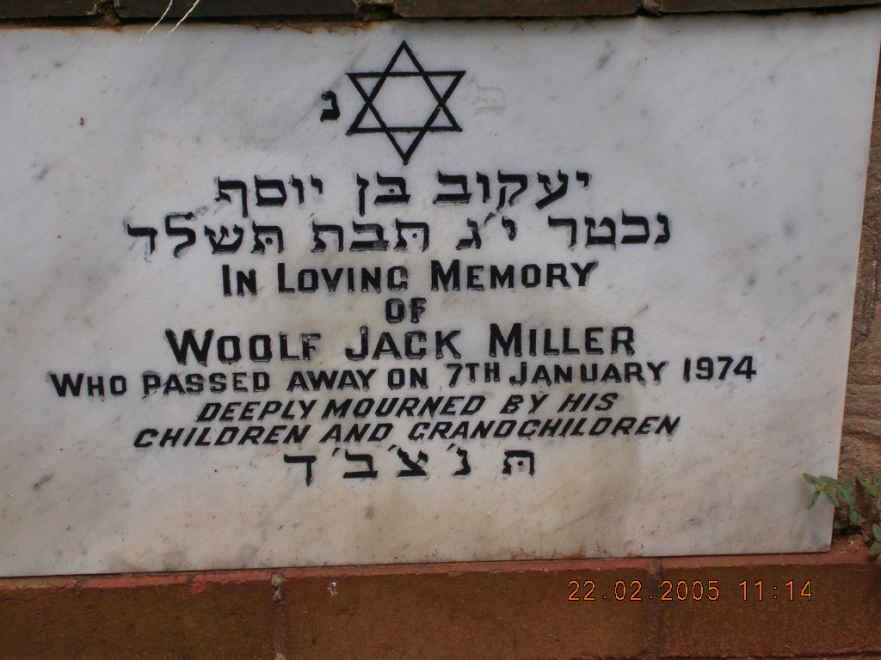 פ נ
יעקוב בן יוסף
נכטר י'ג תבת תשלד
IN LOVING MEMORY
OF
WOOLF JACK MILLER
WHO PASSED AWAY ON 7TH JANUARY 1974
DEEPLY MOURNED BY HIS
CHILDREN AND GRANDCHILDREN
ת נ' צ' ב' ך
22.02.2005 11:14